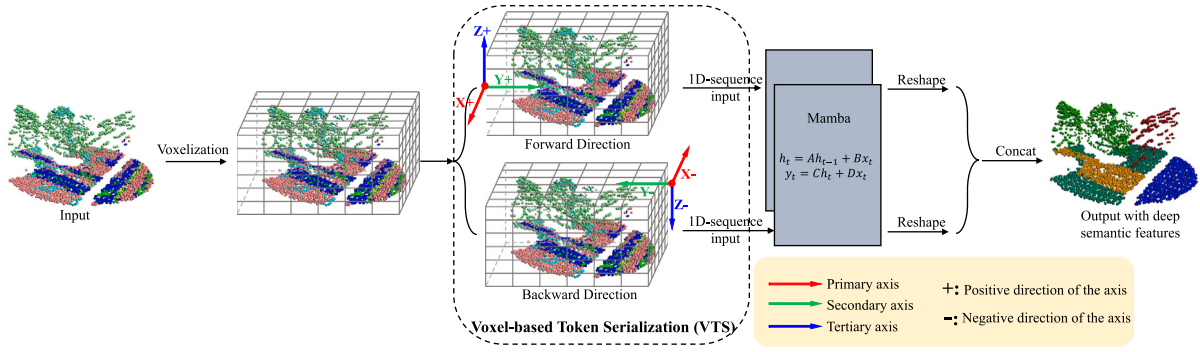 Input
Voxelization
Z+
Y+
X+
Forward Direction
X-
Y-
Z-
Backward Direction
Voxel-based Token Serialization (VTS)
1D-sequence
input
1D-sequence
input
Mamba
h_t = Ah_{t-1} + Bx_t
y_t = Ch_t + Dx_t
Reshape
Reshape
Concat
Output with deep
semantic features
Primary axis
Secondary axis
Tertiary axis
+: Positive direction of the axis
-: Negative direction of the axis